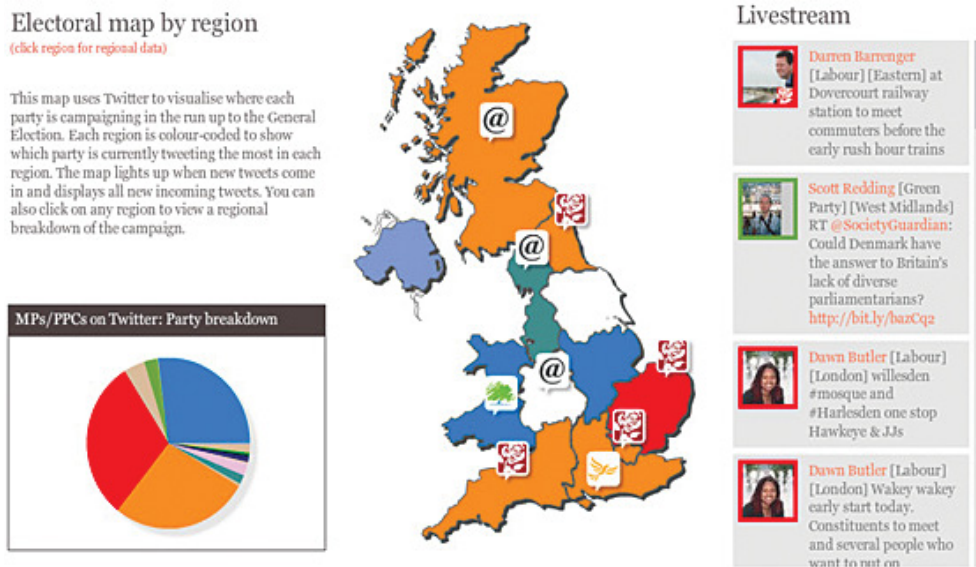 Electoral map by region
(click region for regional data)
This map uses Twitter to visualise where each
party is campaigning in the run up to the General
Election. Each region is colour-coded to show
which party is currently tweeting the most in each
region. The map lights up when new tweets come
in and displays all new incoming tweets. You can
also click on any region to view a regional
breakdown of the campaign.
MPs/PPCs on Twitter: Party breakdown
@
@
@
Livestream
Darren Barrenger
[Labour] [Eastern] at
Dovercourt railway
station to meet
commuters before the
early rush hour trains
Scott Redding [Green
Party] [West Midlands]
RT @SocietyGuardian:
Could Denmark have
the answer to Britain's
lack of diverse
parliamentarians?
http://bit.ly/bazCq2
Dawn Butler [Labour]
[London] willesden
#mosque and
#Harlesden one stop
Hawkeye & JJs
Dawn Butler [Labour]
[London] Wakey wakey
early start today.
Constituents to meet
and several people who
want to put on